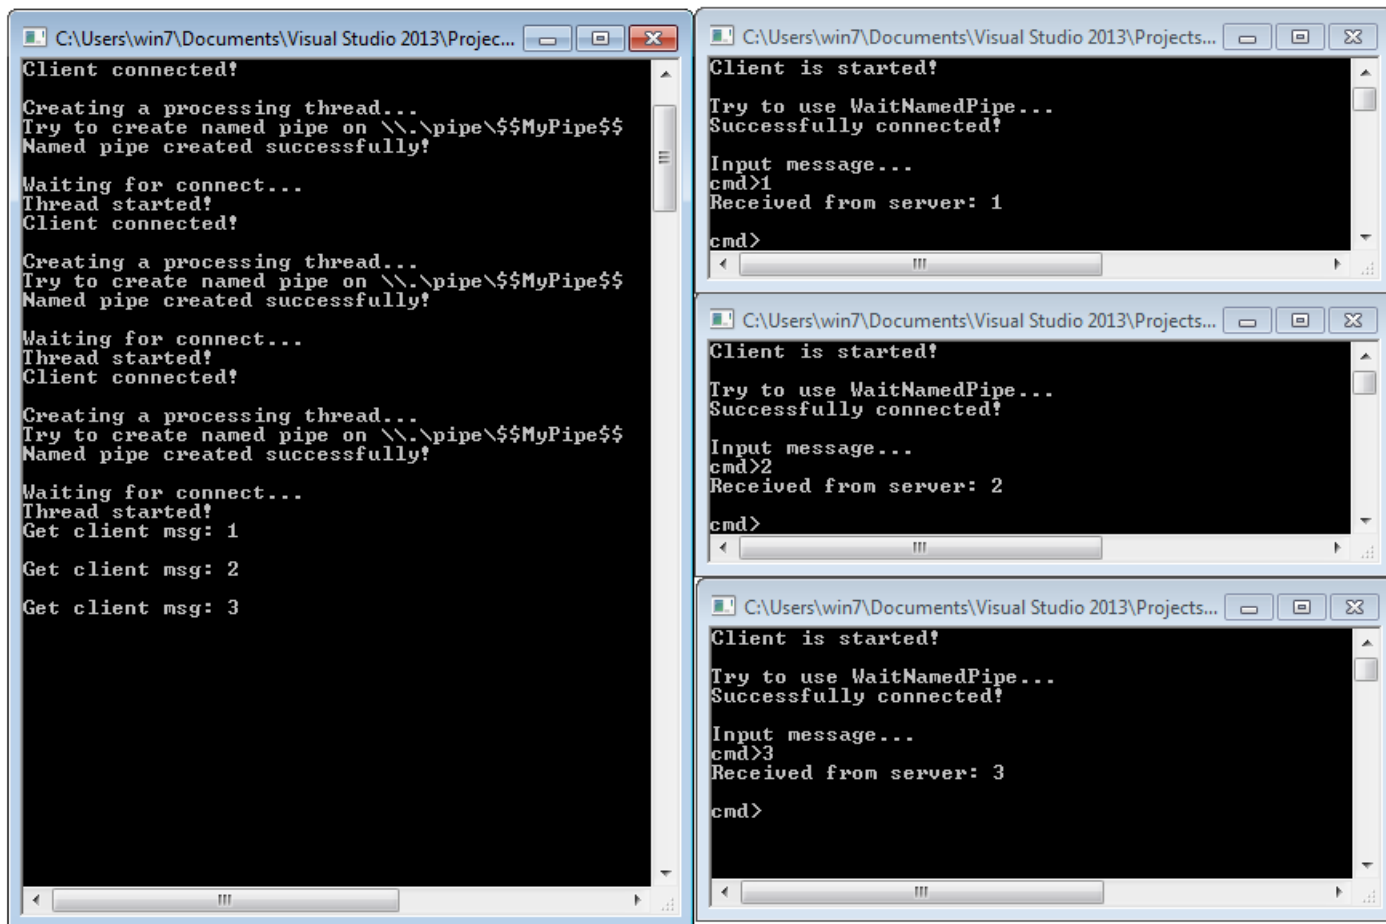 C:\Users\win7\Documents\Visual Studio 2013\Projec...
Client connected!
Creating a processing thread...
Try to create named pipe on \\.\pipe\$$MyPipe$$
Named pipe created successfully!
Waiting for connect...
Thread started!
Client connected!
Creating a processing thread...
Try to create named pipe on \\.\pipe\$$MyPipe$$
Named pipe created successfully!
Waiting for connect...
Thread started!
Client connected!
Creating a processing thread...
Try to create named pipe on \\.\pipe\$$MyPipe$$
Named pipe created successfully!
Waiting for connect...
Thread started!
Get client msg: 1
Get client msg: 2
Get client msg: 3
C:\Users\win7\Documents\Visual Studio 2013\Projects...
Client is started!
Try to use WaitNamedPipe...
Successfully connected!
Input message...
cmd>1
Received from server: 1
cmd>
C:\Users\win7\Documents\Visual Studio 2013\Projects...
Client is started!
Try to use WaitNamedPipe...
Successfully connected!
Input message...
cmd>2
Received from server: 2
cmd>
C:\Users\win7\Documents\Visual Studio 2013\Projects...
Client is started!
Try to use WaitNamedPipe...
Successfully connected!
Input message...
cmd>3
Received from server: 3
cmd>